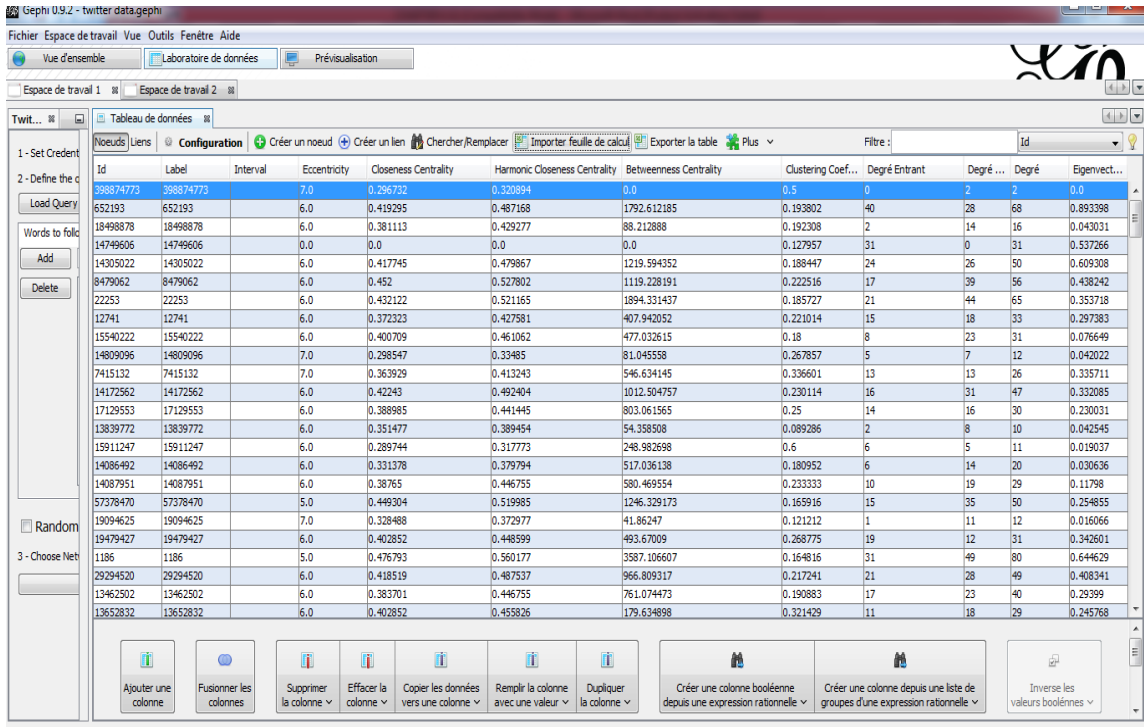 Gephi 0.9.2 - twitter data.gephi
Fichier Espace de travail Vue Outils Fenêtre Aide
Vue d'ensemble Laboratoire de données Prévisualisation
Espace de travail 1 Espace de travail 2
Twit... Tableau de données
Noeuds Liens Configuration Créer un noeud Créer un lien Chercher/Remplacer Importer feuille de calcul Exporter la table Plus Filtre : Id
1 - Set Credent
2 - Define the
Load Query
Words to follo
Add
Delete
Random
3 - Choose Net
Id Label Interval Eccentricity Closeness Centrality Harmonic Closeness Centrality Betweenness Centrality Clustering Coef... Degré Entrant Degré ... Degré Eigenvect...
398874773 398874773 7.0 0.296732 0.320894 0.0 0.5 0 2 2 0.0
652193 652193 6.0 0.419295 0.487168 1792.612185 0.193802 40 28 68 0.893398
18498878 18498878 6.0 0.381113 0.429277 88.212888 0.192308 2 14 16 0.043031
14749606 14749606 0.0 0.0 0.0 0.0 0.127957 31 0 31 0.537266
14305022 14305022 6.0 0.417745 0.479867 1219.594352 0.188447 24 26 50 0.609308
8479062 8479062 6.0 0.452 0.527802 1119.228191 0.222516 17 39 56 0.438242
22253 22253 6.0 0.432122 0.521165 1894.331437 0.185727 21 44 65 0.353718
12741 12741 6.0 0.372323 0.427581 407.942052 0.221014 15 18 33 0.297383
15540222 15540222 6.0 0.400709 0.461062 477.032615 0.18 8 23 31 0.076649
14809096 14809096 7.0 0.298547 0.33485 81.045558 0.267857 5 7 12 0.042022
7415132 7415132 7.0 0.363929 0.413243 546.634145 0.336601 13 13 26 0.335711
14172562 14172562 6.0 0.42243 0.492404 1012.504757 0.230114 16 31 47 0.332085
17129553 17129553 6.0 0.388985 0.441445 803.061565 0.25 14 16 30 0.230031
13839772 13839772 6.0 0.351477 0.389454 54.358508 0.089286 2 8 10 0.042545
15911247 15911247 6.0 0.289744 0.317773 248.982698 0.6 6 5 11 0.019037
14086492 14086492 6.0 0.331378 0.379794 517.036138 0.180952 6 14 20 0.030636
14087951 14087951 6.0 0.38765 0.446755 580.469554 0.233333 10 19 29 0.11798
57378470 57378470 5.0 0.449304 0.519985 1246.329173 0.165916 15 35 50 0.254855
19094625 19094625 7.0 0.328488 0.372977 41.86247 0.121212 1 11 12 0.016066
19479427 19479427 6.0 0.402852 0.448599 493.67009 0.268775 19 12 31 0.342601
1186 1186 5.0 0.476793 0.560177 3587.106607 0.164816 31 49 80 0.644629
29294520 29294520 6.0 0.418519 0.487537 966.809317 0.217241 21 28 49 0.408341
13462502 13462502 6.0 0.383701 0.446755 761.074473 0.190883 17 23 40 0.29399
13652832 13652832 6.0 0.402852 0.455826 179.634898 0.321429 11 18 29 0.245768
Ajouter une colonne
Fusionner les colonnes
Supprimer la colonne
Effacer la colonne
Copier les données vers une colonne
Remplir la colonne avec une valeur
Dupliquer la colonne
Créer une colonne booléenne depuis une expression rationnelle
Créer une colonne depuis une liste de groupes d'une expression rationnelle
Inverse les valeurs booléennes